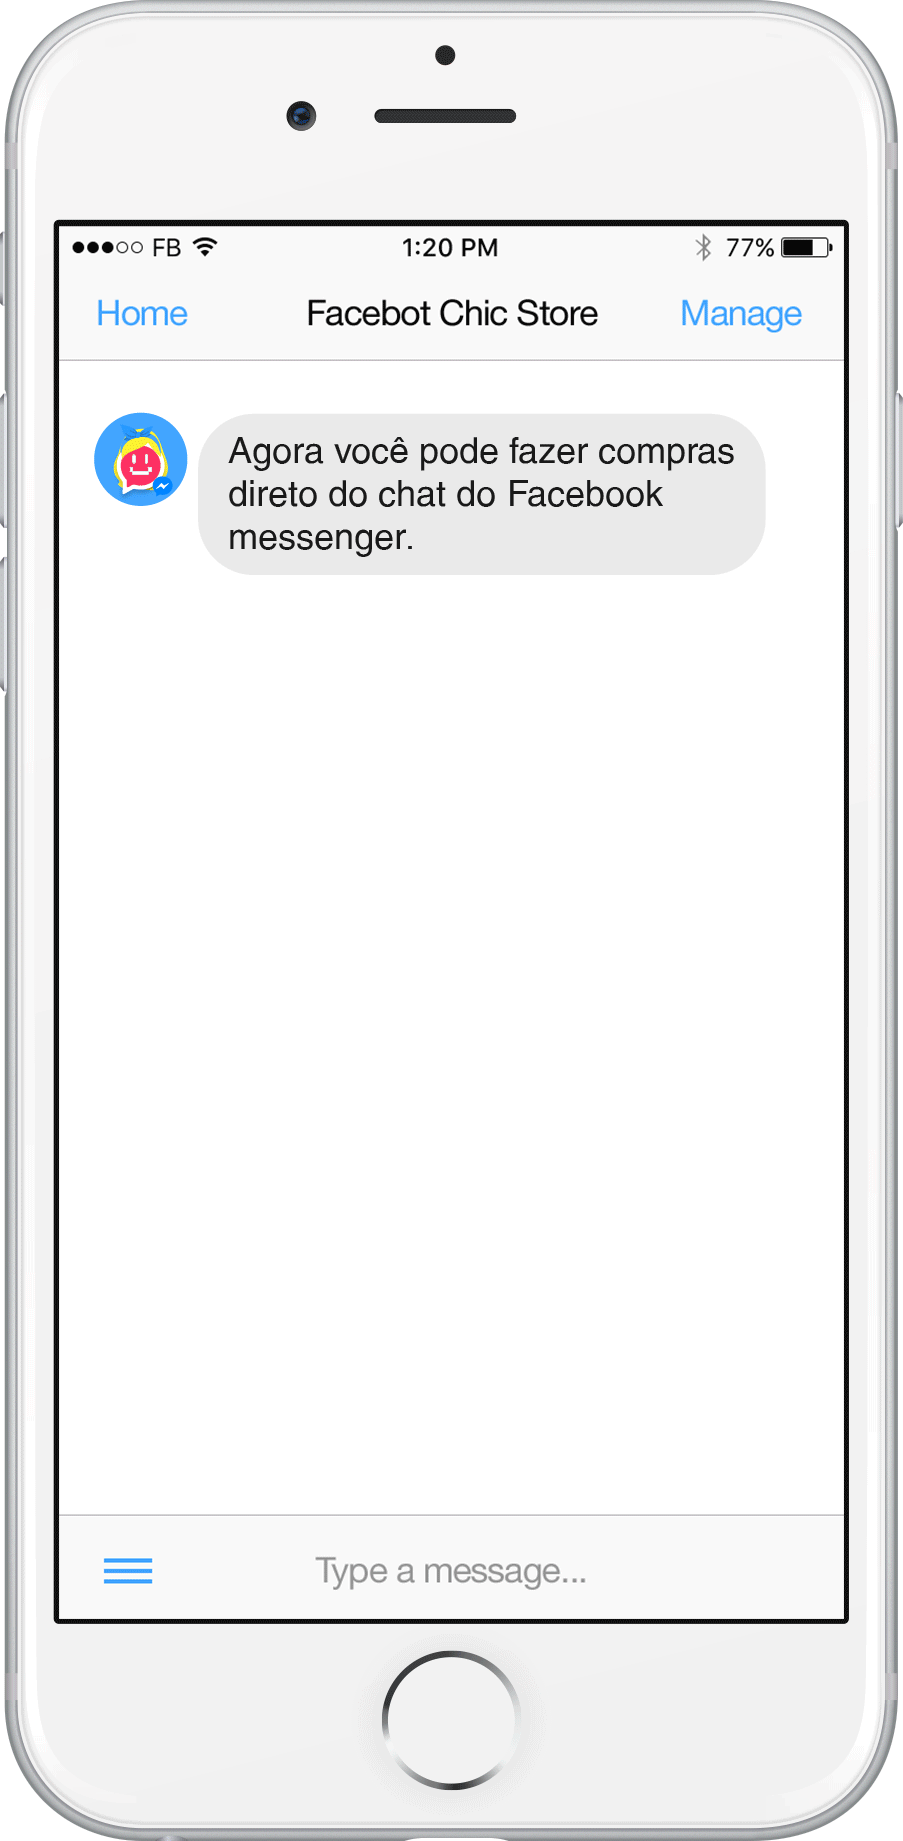 FB 1:20 PM 77%
Home Facebot Chic Store Manage
Agora você pode fazer compras
direto do chat do Facebook
messenger.
Type a message...